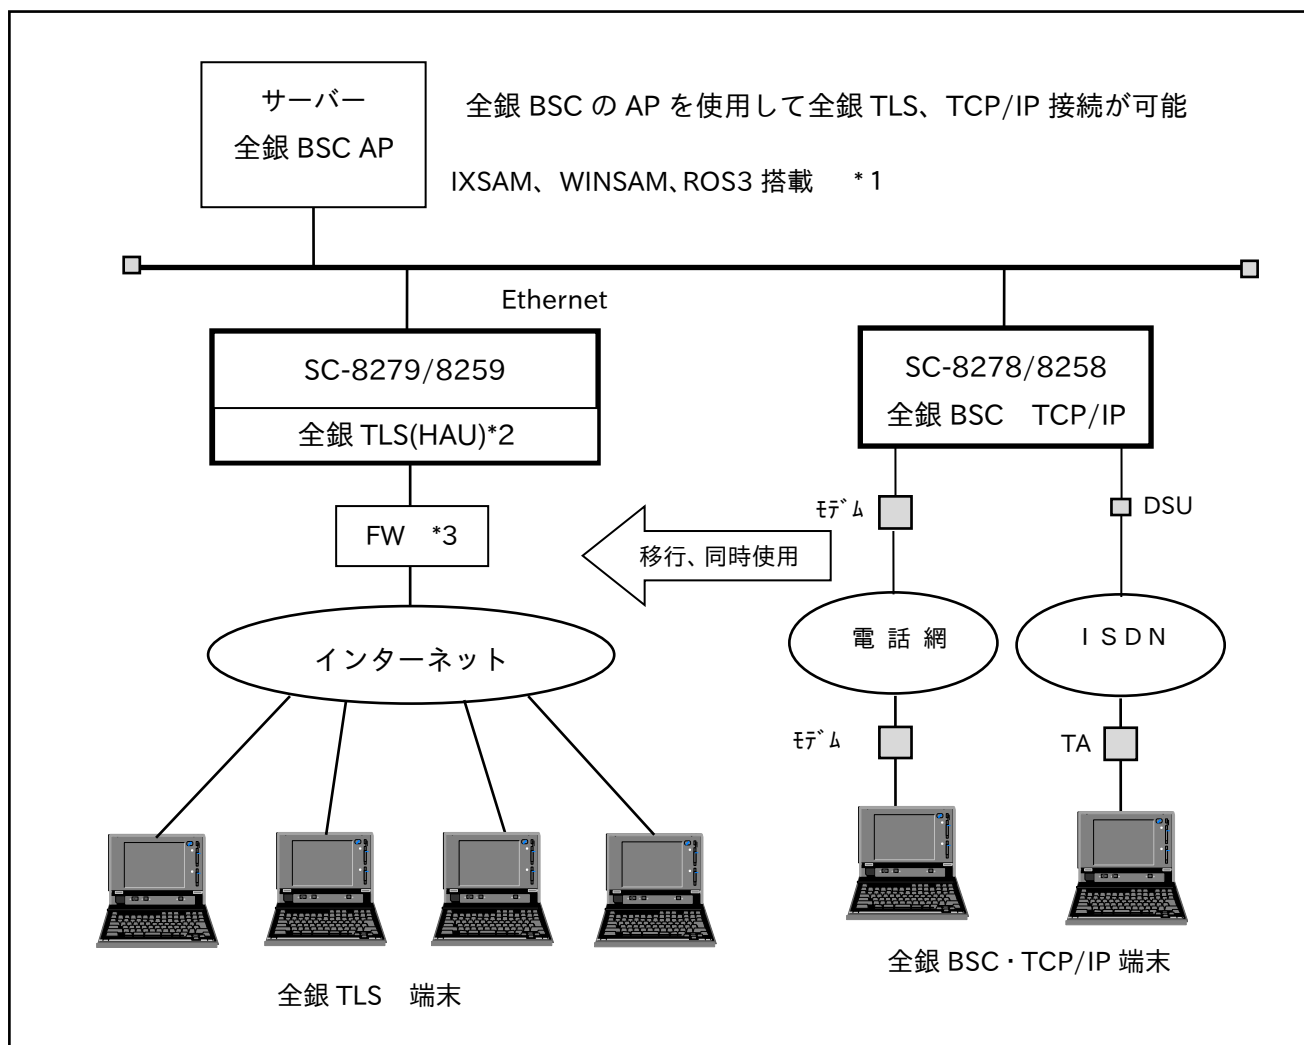 サーバー
全銀 BSC AP
全銀 BSC の AP を使用して全銀 TLS、TCP/IP 接続が可能
IXSAM、WINSAM、ROS3 搭載　*1
Ethernet
SC-8279/8259
全銀 TLS(HAU)*2
SC-8278/8258
全銀 BSC　TCP/IP
FW　*3
移行、同時使用
ﾓﾃﾞﾑ
DSU
インターネット
電 話 網
ＩＳＤＮ
ﾓﾃﾞﾑ
TA
全銀 TLS　端末
全銀 BSC・TCP/IP 端末